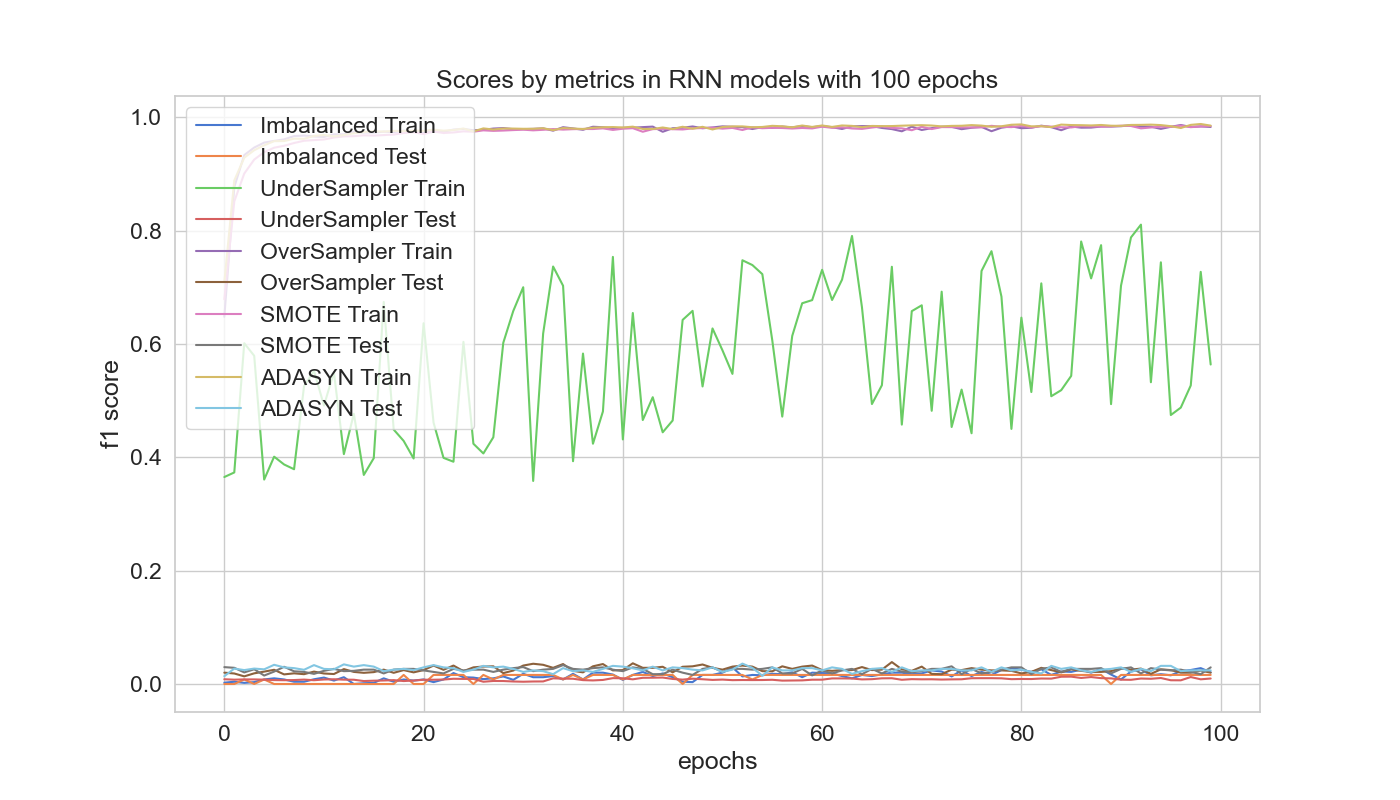 Scores by metrics in RNN models with 100 epochs
1.0
0.8
0.6
0.4
0.2
0.0
f1 score
Imbalanced Train
Imbalanced Test
UnderSampler Train
UnderSampler Test
OverSampler Train
OverSampler Test
SMOTE Train
SMOTE Test
ADASYN Train
ADASYN Test
0 20 40 60 80 100
epochs